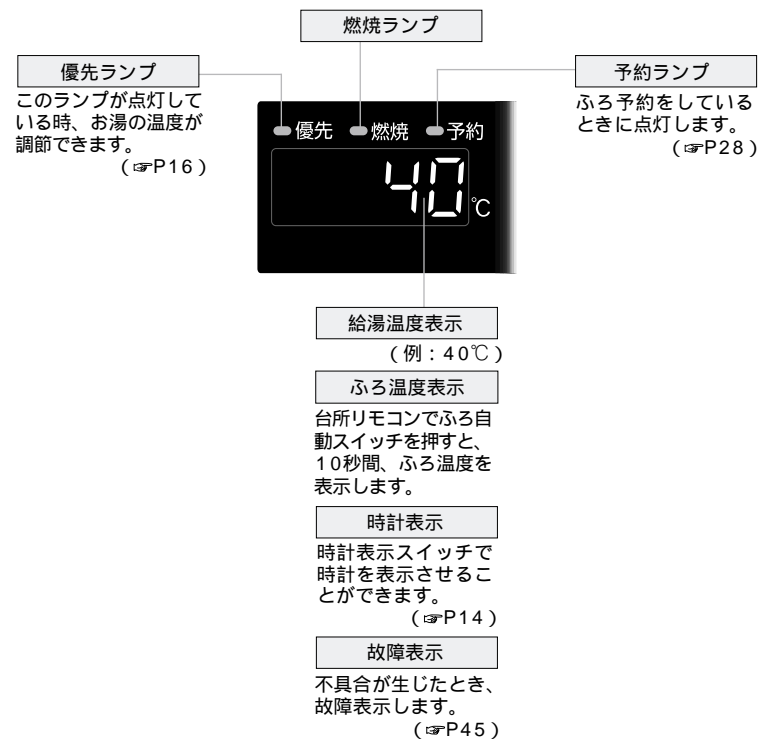 燃焼ランプ
優先ランプ
このランプが点灯して
いる時、お湯の温度が
調節できます。
(☞P16)
予約ランプ
ふろ予約をしている
ときに点灯します。
(☞P28)
優先 燃焼 予約
40℃
給湯温度表示
(例:40℃)
ふろ温度表示
台所リモコンでふろ自
動スイッチを押すと、
10秒間、ふろ温度を
表示します。
時計表示
時計表示スイッチで
時計を表示させるこ
とができます。
(☞P14)
故障表示
不具合が生じたとき、
故障表示します。
(☞P45)